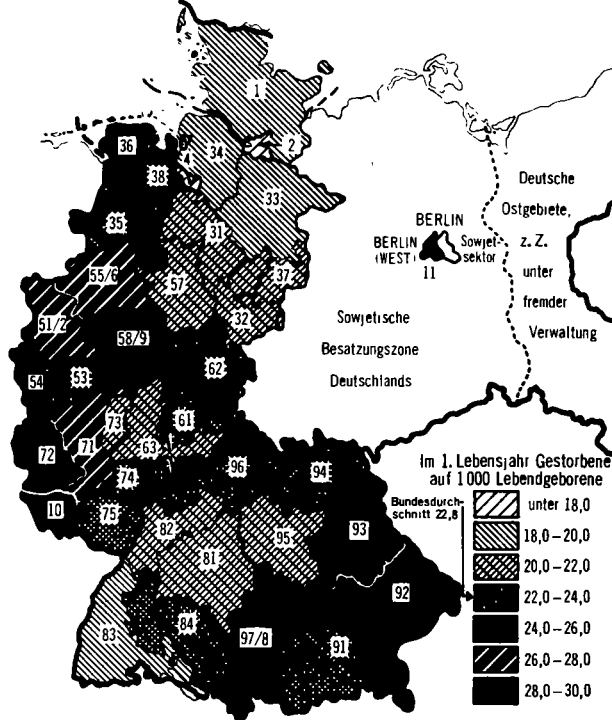 1
2
4
34
33
36
38
35
31
37
32
57
55/6
51/2
58/9
62
54
53
73
61
63
71
72
74
96
94
10
75
82
95
93
81
92
83
84
97/8
91
BERLIN
BERLIN
(WEST)
Sowjet-
sektor
11
Deutsche
Ostgebiete,
z. Z.
unter
fremder
Verwaltung
Sowjetische
Besatzungszone
Deutschlands
Im 1. Lebensjahr Gestorbene
auf 1000 Lebendgeborene
Bundesdurch-
schnitt 22,8
unter 18,0
18,0-20,0
20,0-22,0
22,0-24,0
24,0-26,0
26,0-28,0
28,0-30,0